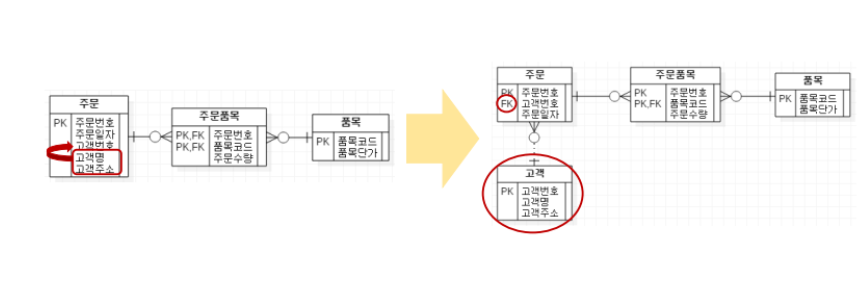 주문
PK 주문번호
주문일자
고객번호
고객명
고객주소
주문품목
PK,FK 주문번호
PK,FK 품목코드
주문수량
품목
PK 품목코드
품목단가
주문
PK 주문번호
FK 고객번호
주문일자
주문품목
PK 주문번호
PK,FK 품목코드
주문수량
품목
PK 품목코드
품목단가
고객
PK 고객번호
고객명
고객주소